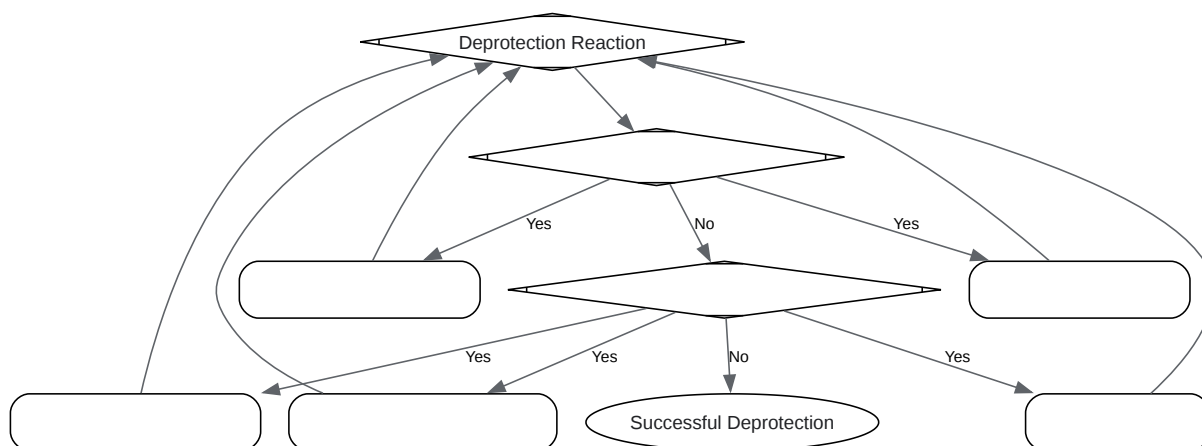 Deprotection Reaction
Yes
No
Yes
Yes
Yes
No
Yes
Successful Deprotection